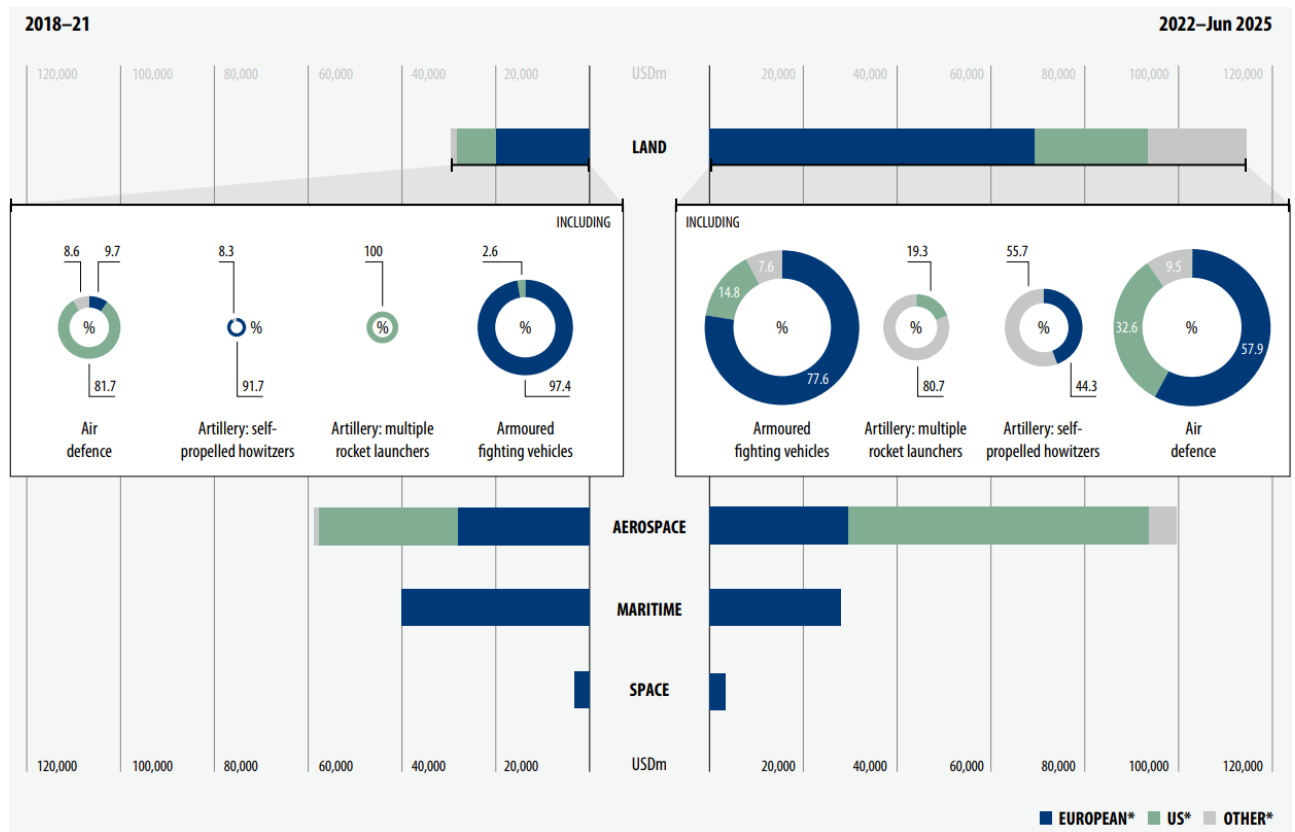 2018–21
2022–Jun 2025
120,000 100,000 80,000 60,000 40,000 20,000 USDm 20,000 40,000 60,000 80,000 100,000 120,000
LAND
INCLUDING
8.6 9.7
%
81.7
Air
defence
8.3
%
91.7
Artillery: self-
propelled howitzers
100
%
Artillery: multiple
rocket launchers
2.6
%
97.4
Armoured
fighting vehicles
INCLUDING
7.6
14.8
%
77.6
Armoured
fighting vehicles
19.3
%
80.7
Artillery: multiple
rocket launchers
55.7
%
44.3
Artillery: self-
propelled howitzers
9.5
32.6
%
57.9
Air
defence
AEROSPACE
MARITIME
SPACE
120,000 100,000 80,000 60,000 40,000 20,000 USDm 20,000 40,000 60,000 80,000 100,000 120,000
EUROPEAN* US* OTHER*